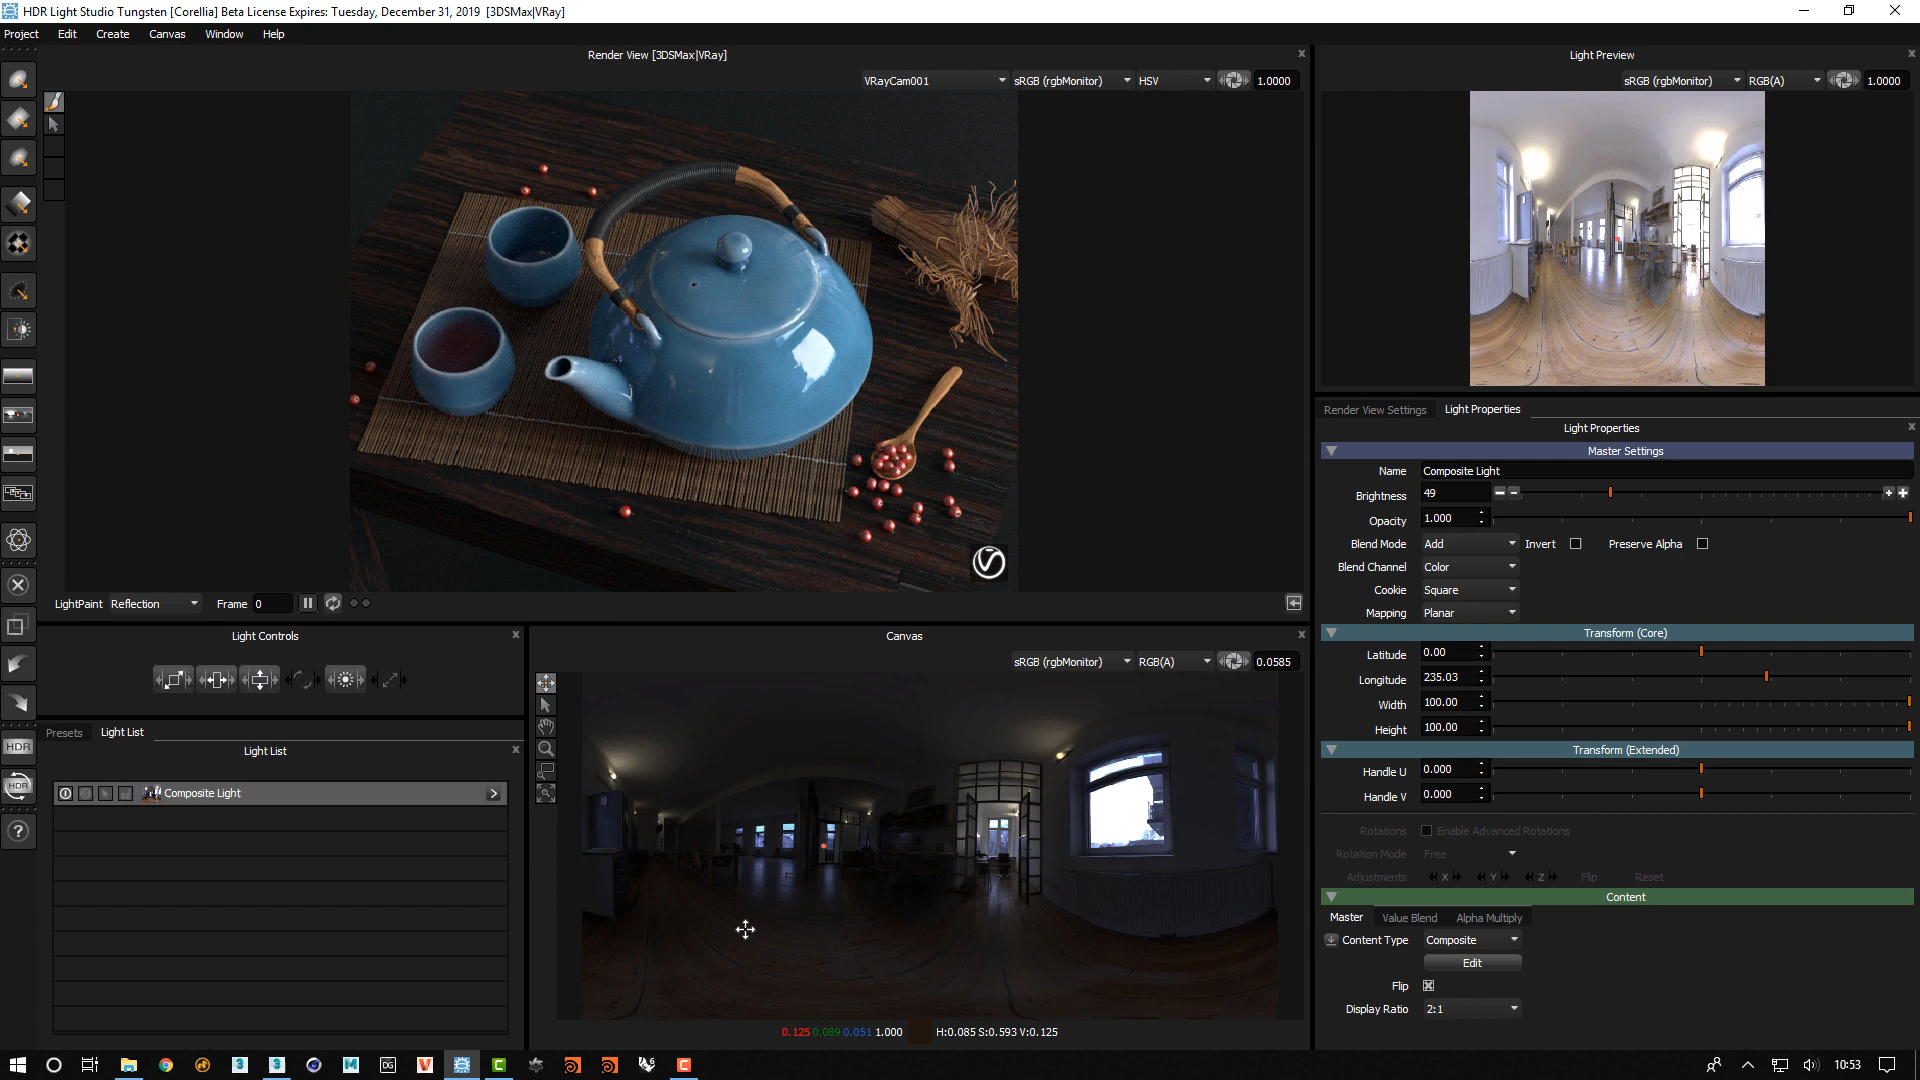 HDR Light Studio Tungsten [Corellia] Beta License Expires: Tuesday, December 31, 2019 [3DSMax|VRay]
Project Edit Create Canvas Window Help
Render View [3DSMax|VRay]
VRayCam001 sRGB (rgbMonitor) HSV 1.0000
LightPaint Reflection Frame 0
Light Controls
Presets Light List
Light List
Composite Light
Canvas
sRGB (rgbMonitor) RGB(A) 0.0585
0.125 0.089 0.051 1.000 H:0.085 S:0.593 V:0.125
Light Preview
sRGB (rgbMonitor) RGB(A) 1.0000
Render View Settings Light Properties
Light Properties
Master Settings
Name Composite Light
Brightness 49
Opacity 1.000
Blend Mode Add Invert Preserve Alpha
Blend Channel Color
Cookie Square
Mapping Planar
Transform (Core)
Latitude 0.00
Longitude 235.03
Width 100.00
Height 100.00
Transform (Extended)
Handle U 0.000
Handle V 0.000
Rotations Enable Advanced Rotations
Rotation Mode Free
Adjustments X Y Z Flip Reset
Content
Master Value Blend Alpha Multiply
Content Type Composite
Edit
Flip
Display Ratio 2:1
HDR
HDR
?
3 3 M DG V C 6 C
10:53